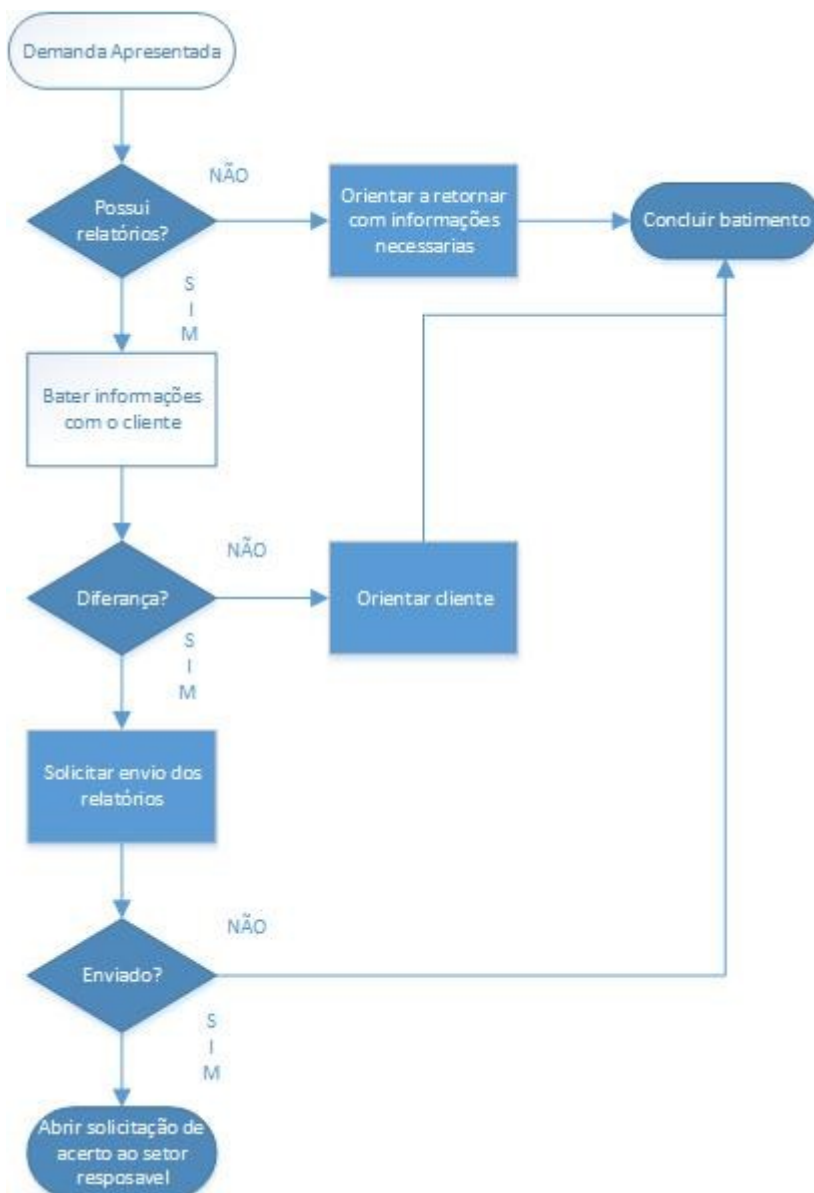 Demanda Apresentada
NÃO
Possui
relatórios?
Orientar a retornar
com informações
necessarias
Concluir batimento
S
I
M
Bater informações
com o cliente
NÃO
Diferança?
Orientar cliente
S
I
M
Solicitar envio dos
relatórios
NÃO
Enviado?
S
I
M
Abrir solicitação de
acerto ao setor
resposavel